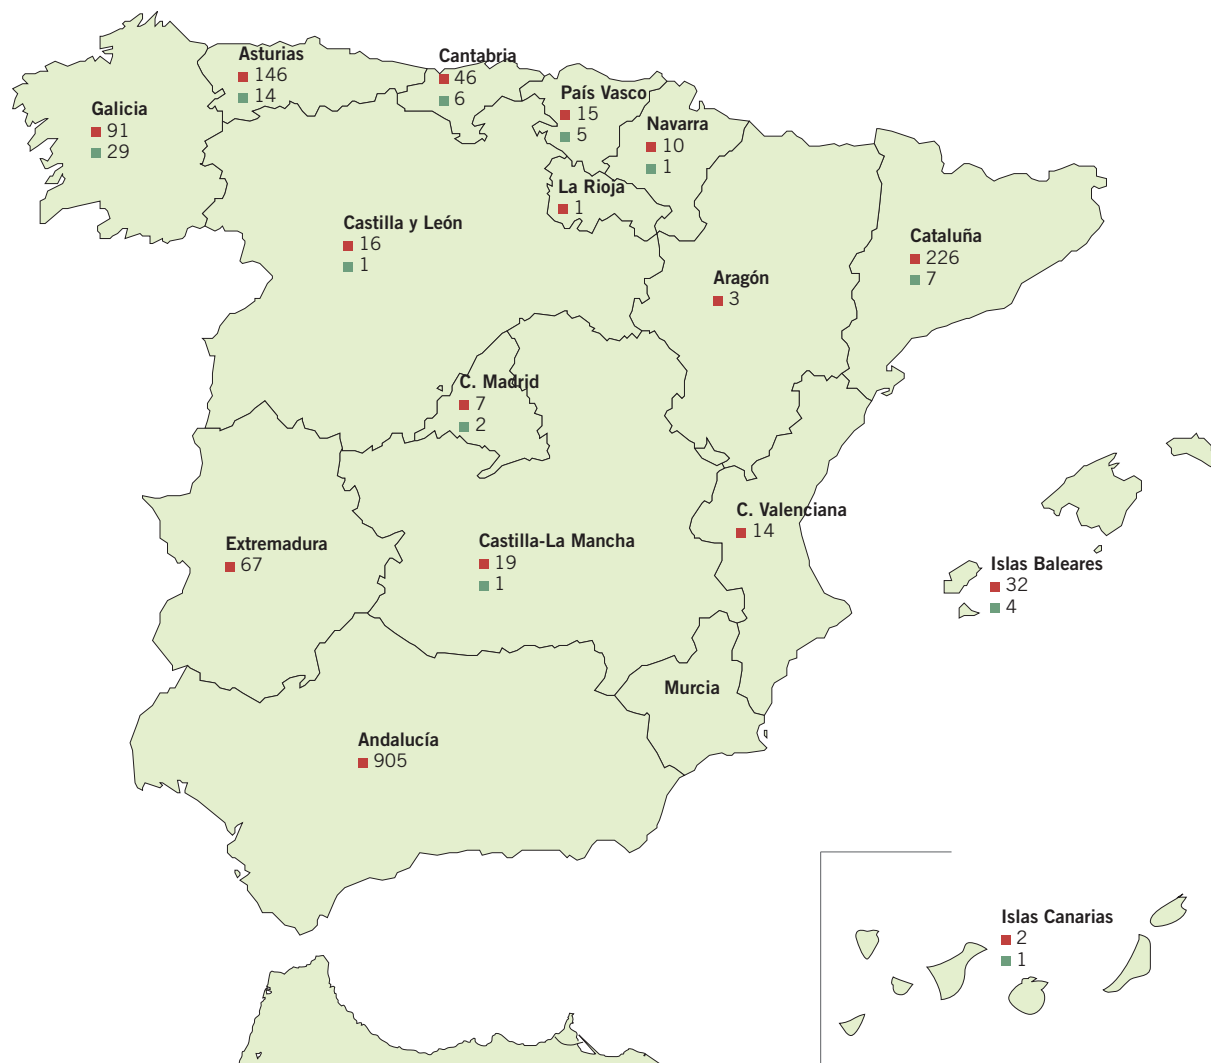 Asturias
146
14
Cantabria
46
6
País Vasco
15
5
Galicia
91
29
Navarra
10
1
La Rioja
1
Castilla y León
16
1
Cataluña
226
7
Aragón
3
C. Madrid
7
2
C. Valenciana
14
Extremadura
67
Castilla-La Mancha
19
1
Islas Baleares
32
4
Murcia
Andalucía
905
Islas Canarias
2
1